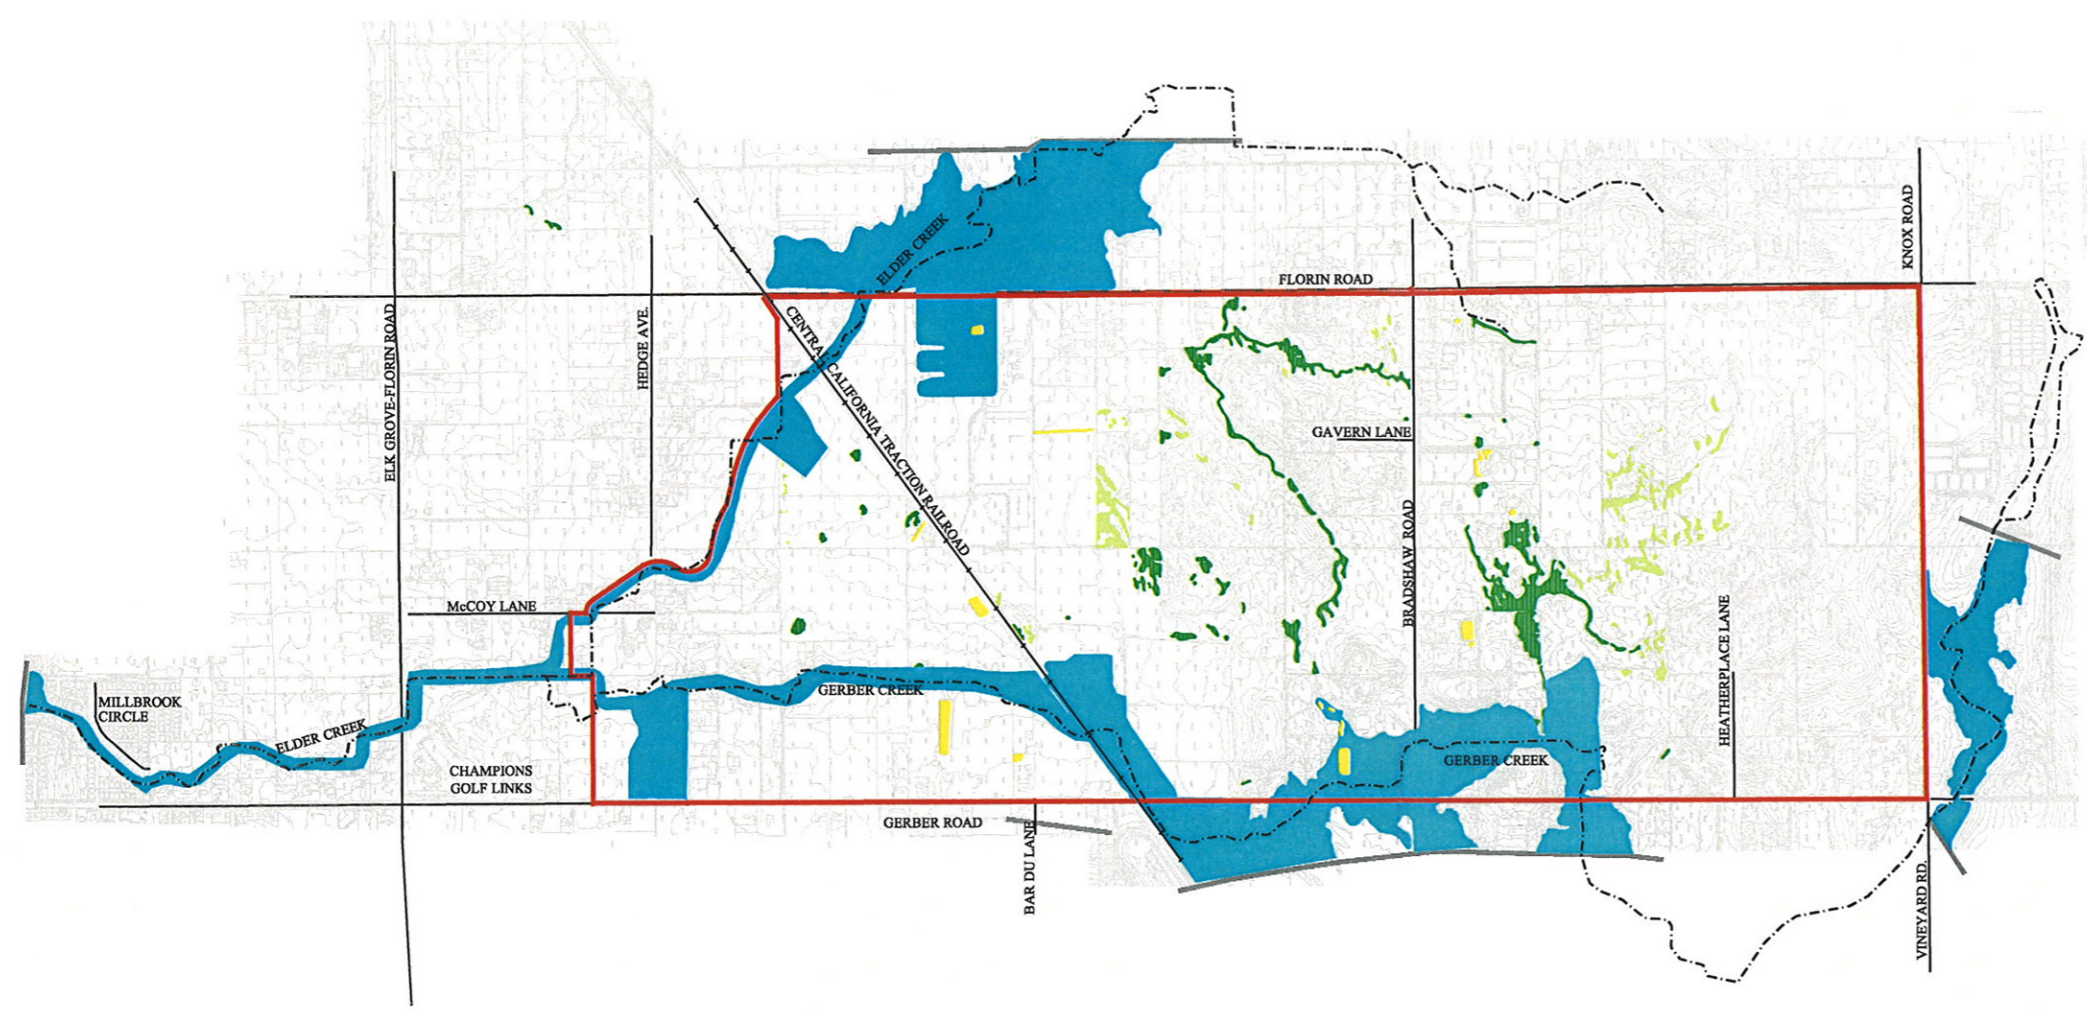 KNOX ROAD
ELDER CREEK
FLORIN ROAD
ELK GROVE-FLORIN ROAD
HEDGE AVE.
CENTRAL CALIFORNIA TRACTION RAILROAD
GAVERN LANE
BRADSHAW ROAD
McCOY LANE
HEATHERPLACE LANE
GERBER CREEK
MILLBROOK
CIRCLE
ELDER CREEK
GERBER CREEK
CHAMPIONS
GOLF LINKS
GERBER ROAD
BAR DU LANE
VINEYARD RD.